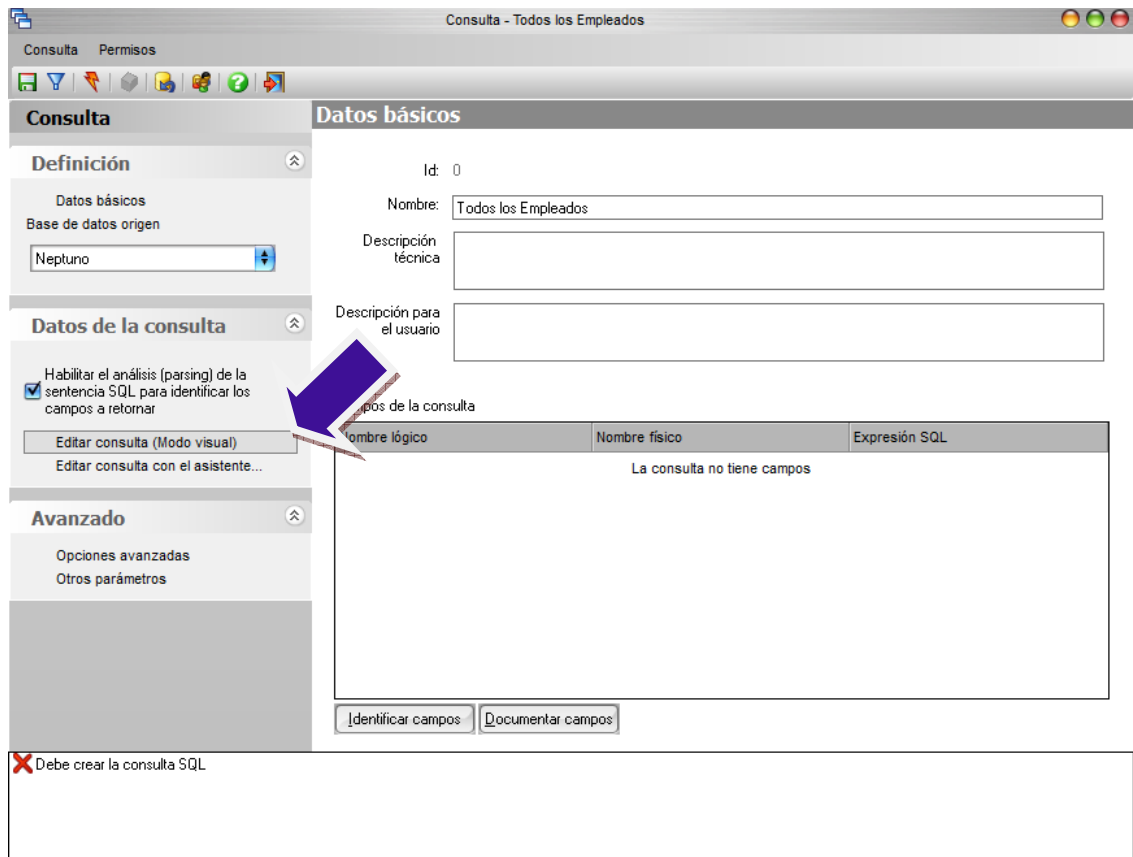 Consulta - Todos los Empleados
Consulta Permisos
Consulta
Definición
Datos básicos
Base de datos origen
Neptuno
Datos de la consulta
Habilitar el análisis (parsing) de la
sentencia SQL para identificar los
campos a retornar
Editar consulta (Modo visual)
Editar consulta con el asistente...
Avanzado
Opciones avanzadas
Otros parámetros
Datos básicos
Id: 0
Nombre: Todos los Empleados
Descripción
técnica
Descripción para
el usuario
de la consulta
lógico Nombre físico Expresión SQL
La consulta no tiene campos
Identificar campos Documentar campos
Debe crear la consulta SQL